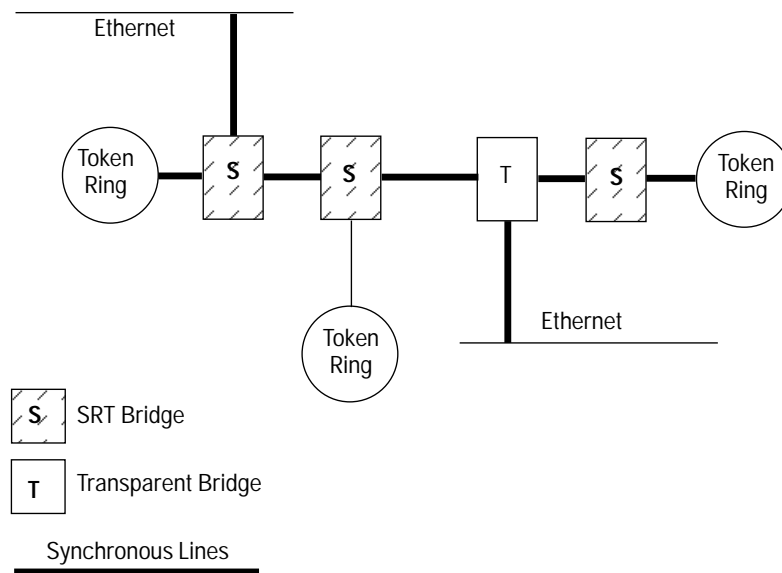 Ethernet
Token
Ring
S
S
T
S
Token
Ring
Token
Ring
Ethernet
S
SRT Bridge
T
Transparent Bridge
Synchronous Lines